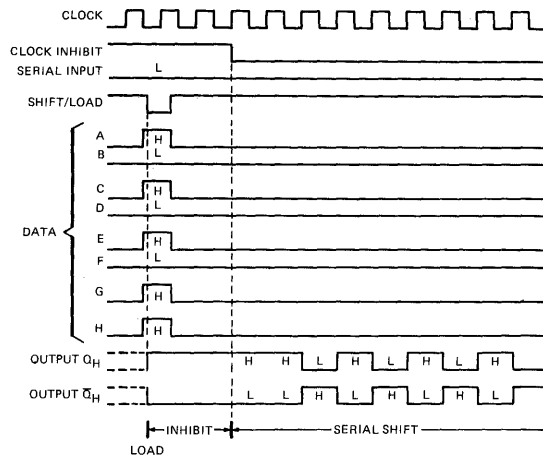 CLOCK
CLOCK INHIBIT
SERIAL INPUT L
SHIFT/LOAD
A H
B L
C H
D L
DATA
E H
F L
G H
H H
OUTPUT QH H H L H L H L H
OUTPUT Q̅H L L H L H L H L
INHIBIT SERIAL SHIFT
LOAD